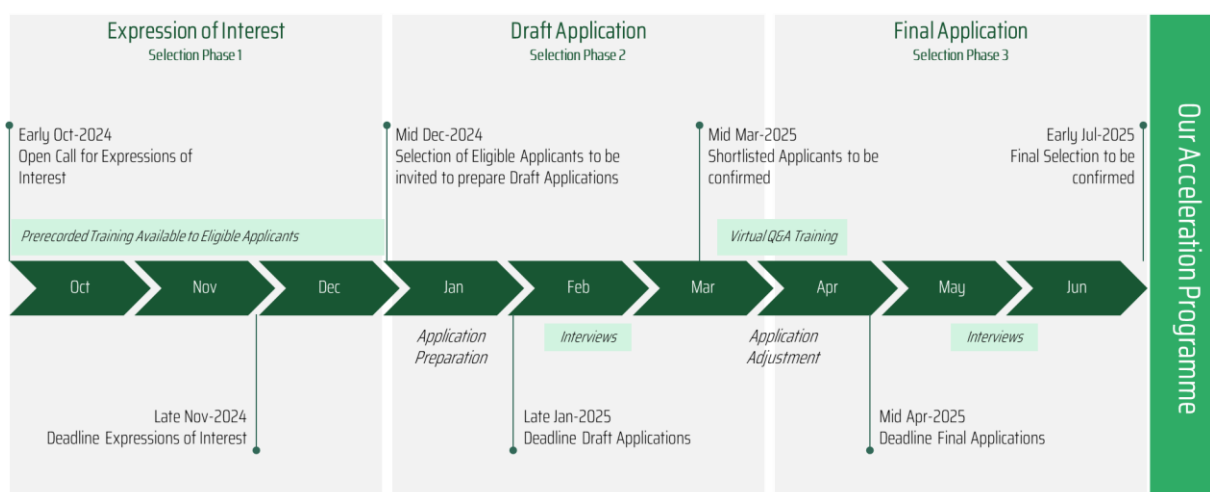 Expression of Interest
Selection Phase 1
Draft Application
Selection Phase 2
Final Application
Selection Phase 3
Early Oct-2024
Open Call for Expressions of
Interest
Mid Dec-2024
Selection of Eligible Applicants to be
invited to prepare Draft Applications
Mid Mar-2025
Shortlisted Applicants to be
confirmed
Early Jul-2025
Final Selection to be
confirmed
Prerecorded Training Available to Eligible Applicants
Virtual Q&A Training
Oct
Nov
Dec
Jan
Feb
Mar
Apr
May
Jun
Application
Preparation
Interviews
Application
Adjustment
Interviews
Late Nov-2024
Deadline Expressions of Interest
Late Jan-2025
Deadline Draft Applications
Mid Apr-2025
Deadline Final Applications
Our Acceleration Programme